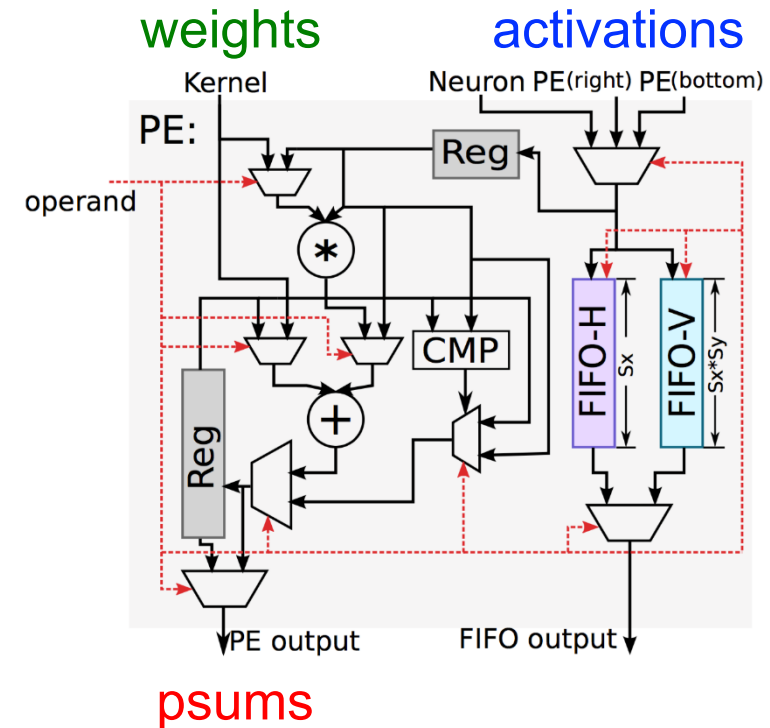 weights activations
Kernel Neuron PE(right) PE(bottom)
PE:
Reg
operand
*
CMP
FIFO-H
Sx
FIFO-V
Sx*Sy
+
Reg
PE output FIFO output
psums